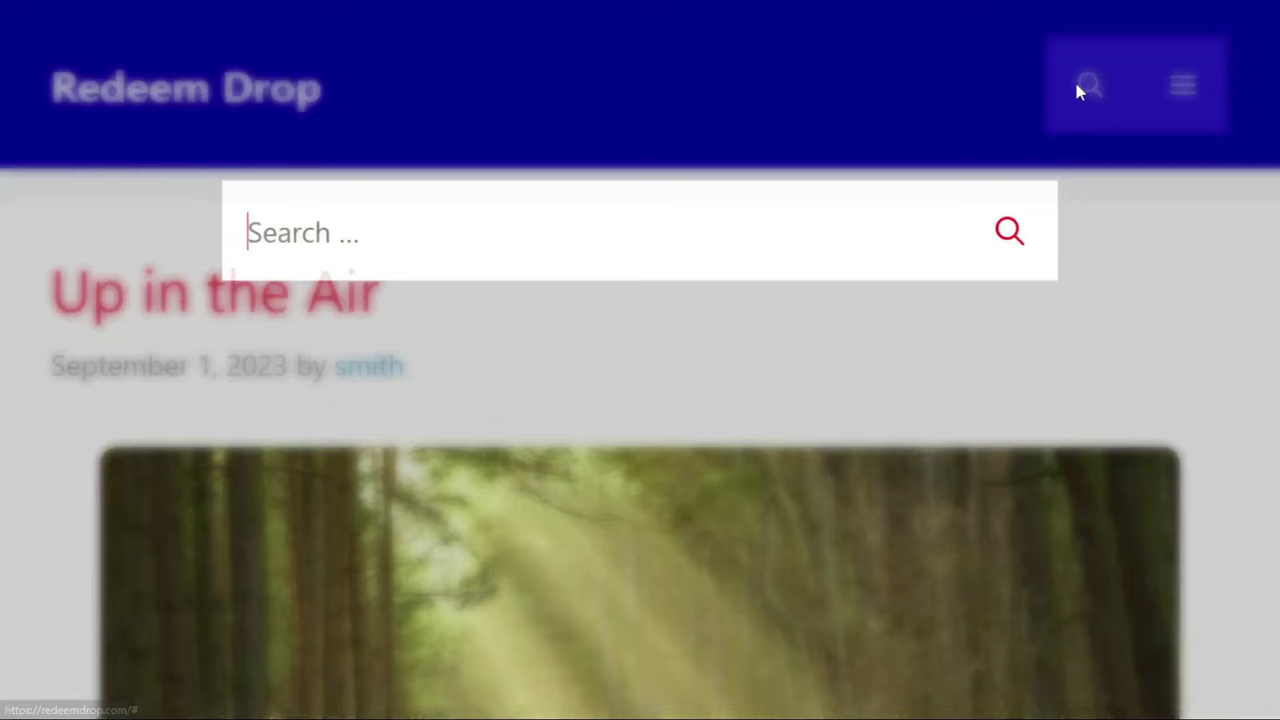 Redeem Drop
Search ...
Up in the Air
September 1, 2023 by smith
https://redeemdrop.com/#